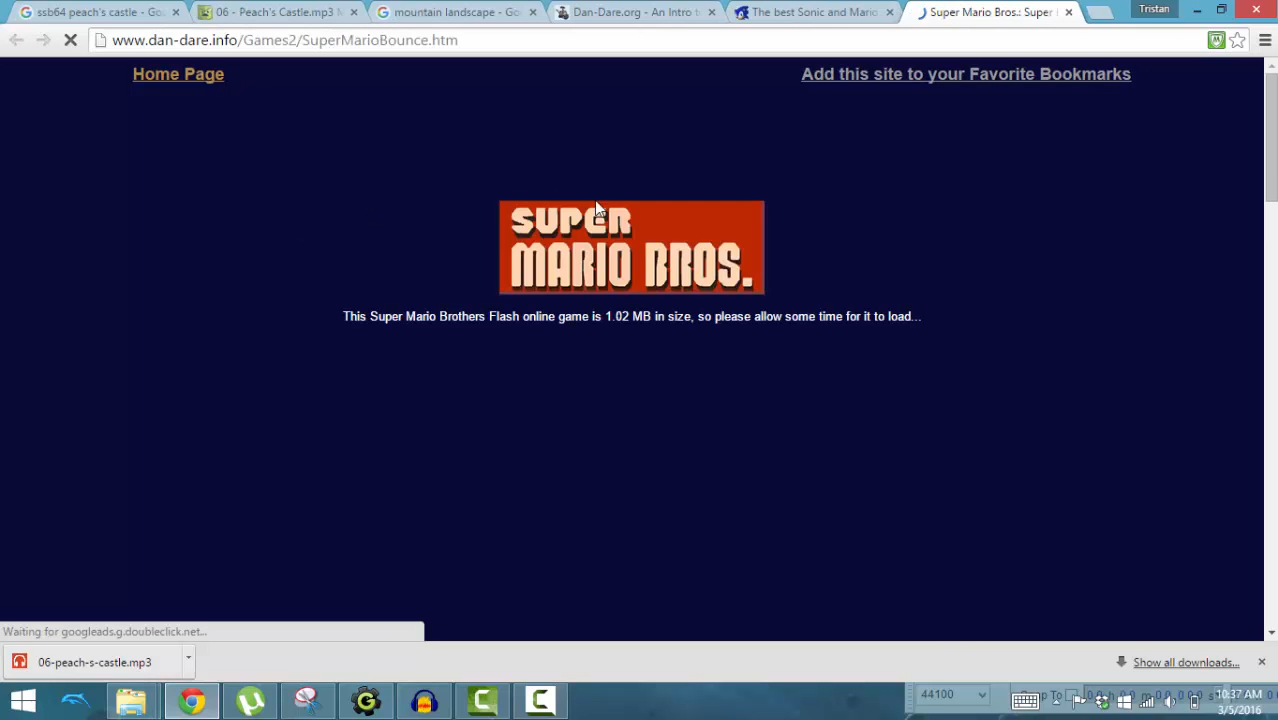 ssb64 peach's castle - Go
06 - Peach's Castle.mp3
mountain landscape - Go
Dan-Dare.org - An Intro t
The best Sonic and Mario
Super Mario Bros.: Super
Tristan
www.dan-dare.info/Games2/SuperMarioBounce.htm
Home Page
Add this site to your Favorite Bookmarks
SUPER
MARIO BROS.
This Super Mario Brothers Flash online game is 1.02 MB in size, so please allow some time for it to load...
Waiting for googleads.g.doubleclick.net...
06-peach-s-castle.mp3
Show all downloads...
44100
10:37 AM
3/5/2016